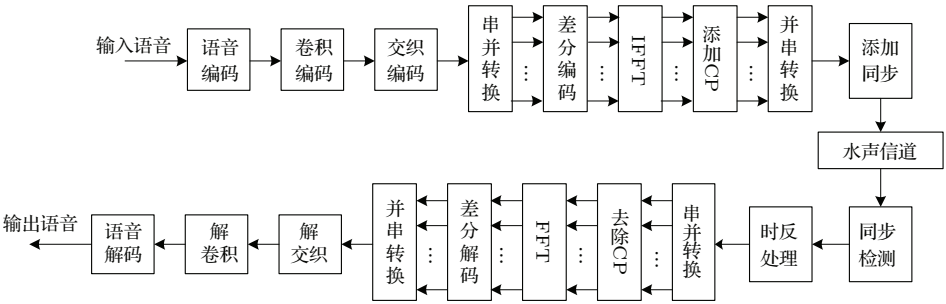 输入语音
语音
编码
卷积
编码
交织
编码
串并转换
…
差分编码
…
IFFT
…
添加CP
…
并串转换
添加
同步
水声信道
同步
检测
时反
处理
串并转换
…
去除CP
…
FFT
…
差分解码
…
并串转换
解
交织
解
卷积
语音
解码
输出语音